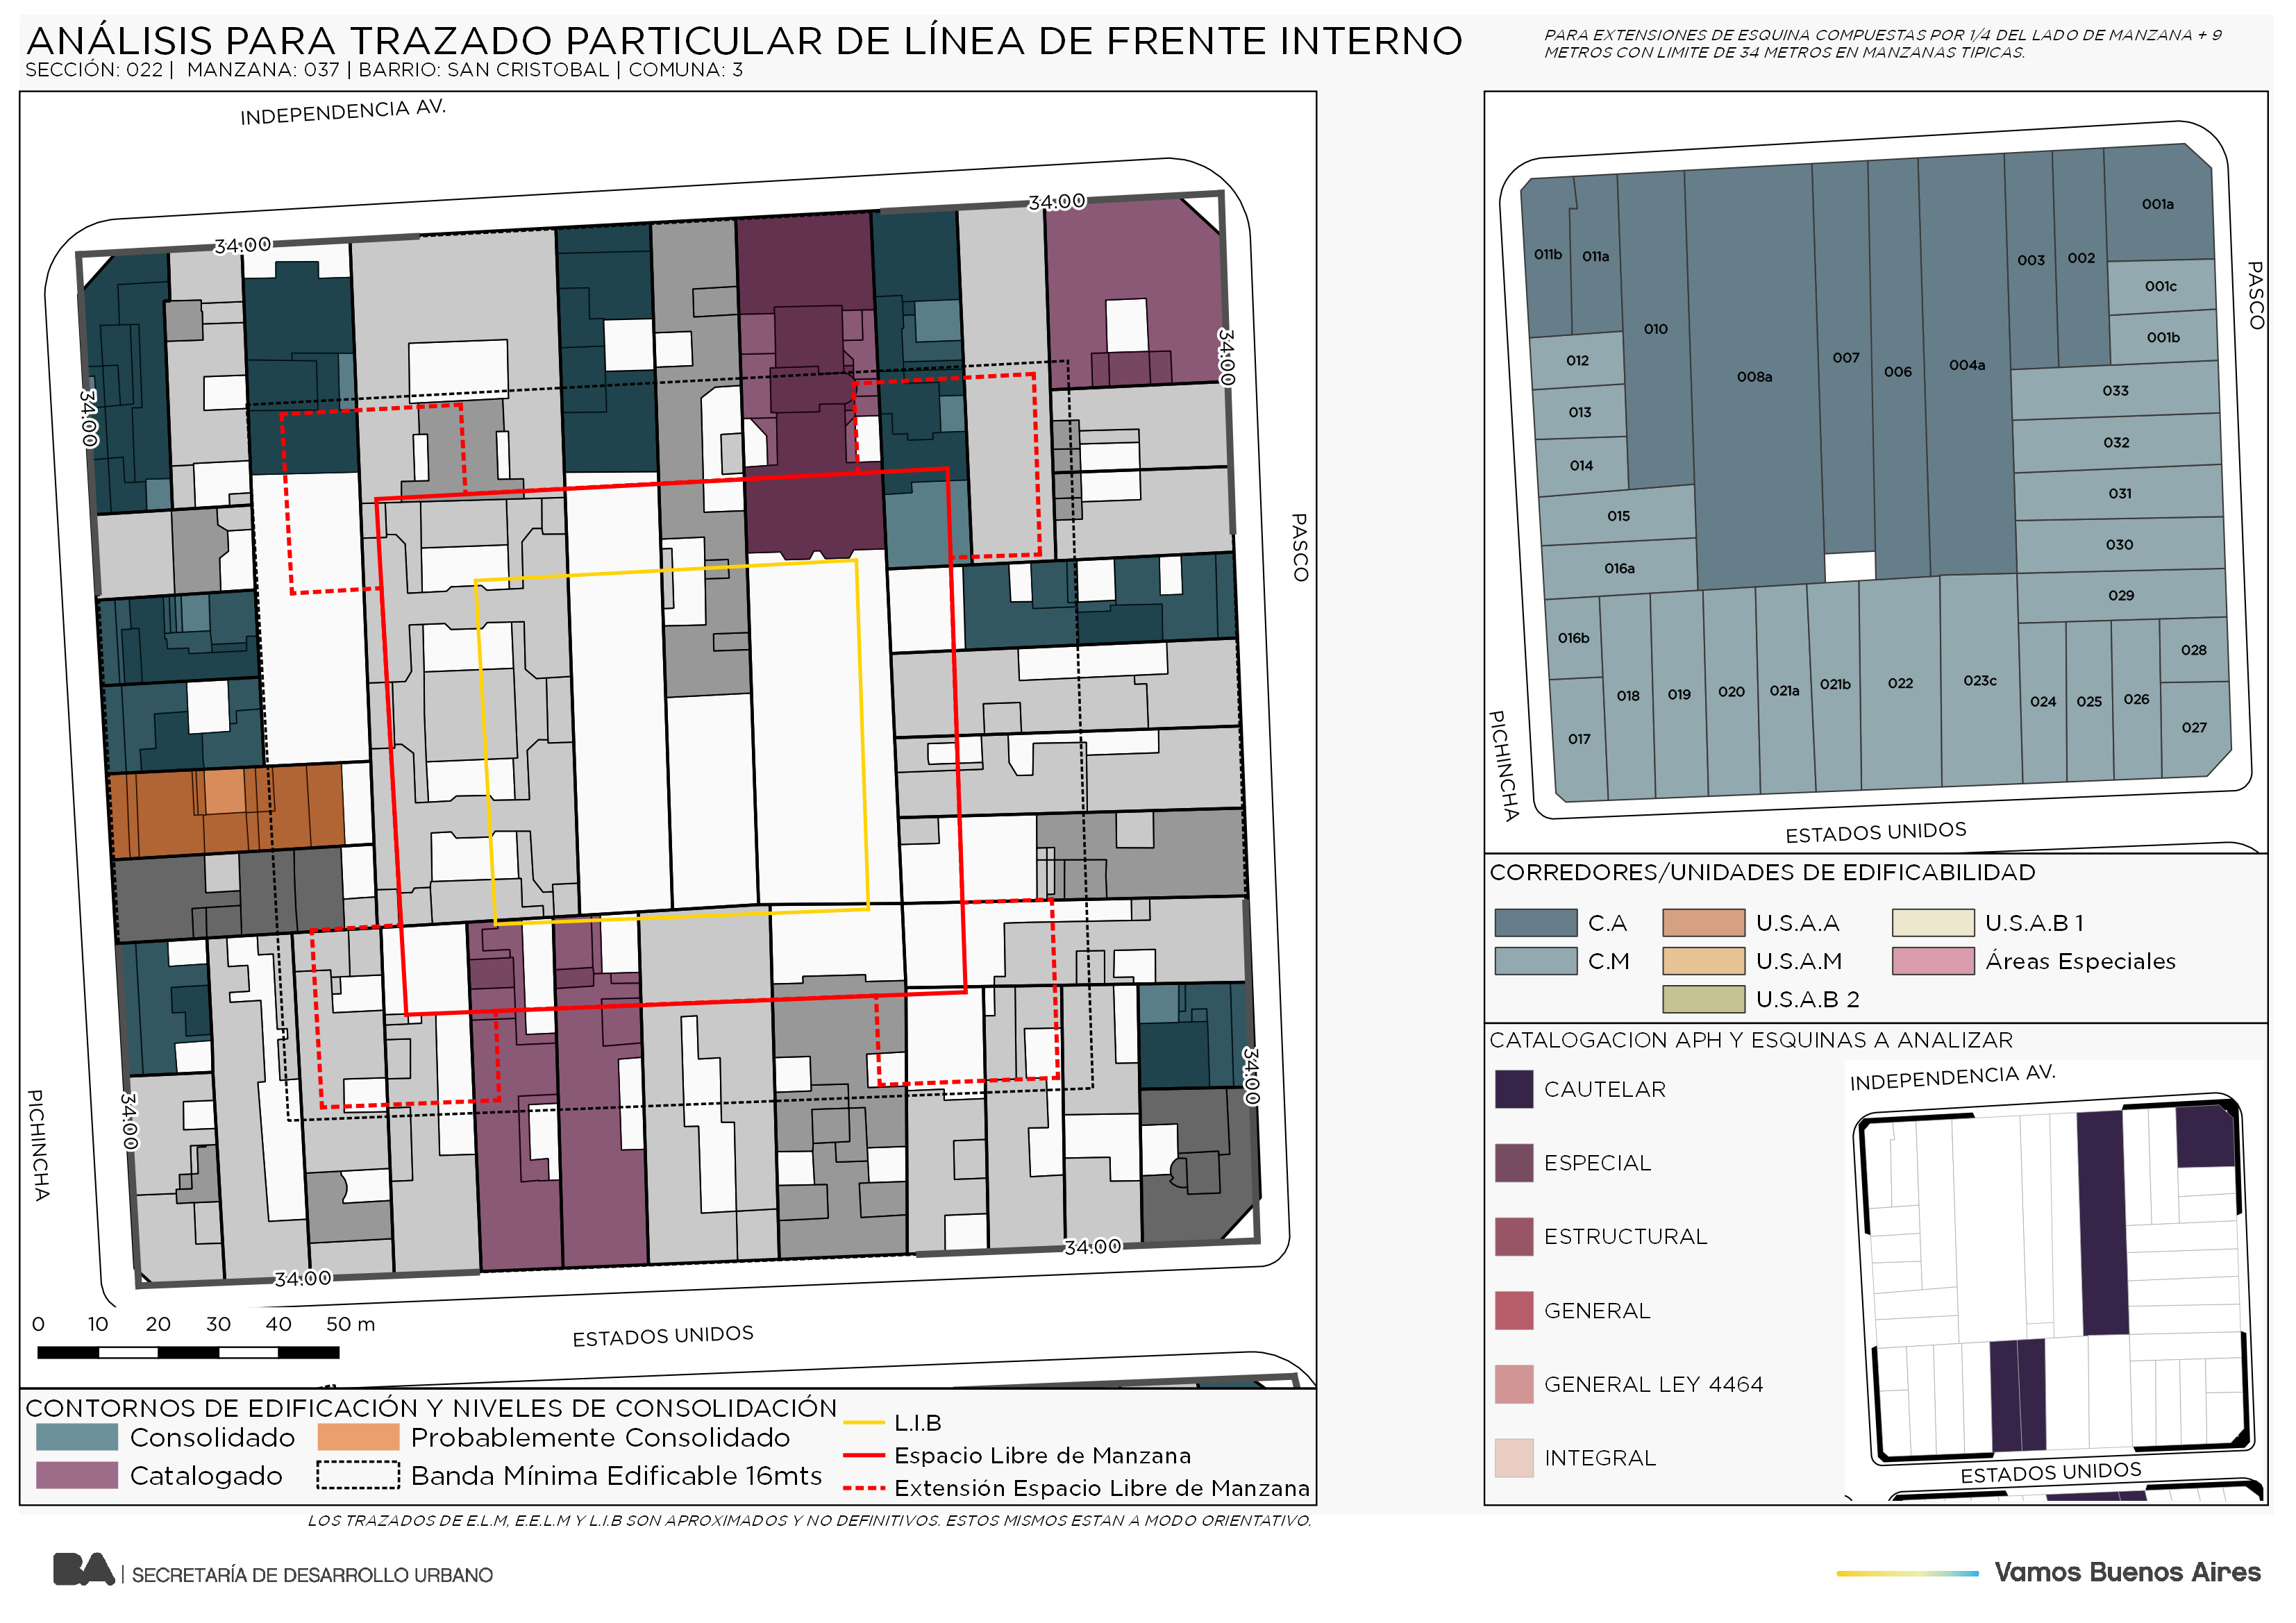 ANÁLISIS PARA TRAZADO PARTICULAR DE LÍNEA DE FRENTE INTERNO
SECCIÓN: 022 | MANZANA: 037 | BARRIO: SAN CRISTOBAL | COMUNA: 3
PARA EXTENSIONES DE ESQUINA COMPUESTAS POR 1/4 DEL LADO DE MANZANA + 9
METROS CON LIMITE DE 34 METROS EN MANZANAS TIPICAS.
INDEPENDENCIA AV.
34.00
34.00
34.00
34.00
PASCO
34.00
34.00
PICHINCHA
34.00
34.00
0 10 20 30 40 50 m
ESTADOS UNIDOS
CONTORNOS DE EDIFICACIÓN Y NIVELES DE CONSOLIDACIÓN
Consolidado
Probablemente Consolidado
Catalogado
Banda Mínima Edificable 16mts
L.I.B
Espacio Libre de Manzana
Extensión Espacio Libre de Manzana
LOS TRAZADOS DE E.L.M, E.E.L.M Y L.I.B SON APROXIMADOS Y NO DEFINITIVOS. ESTOS MISMOS ESTAN A MODO ORIENTATIVO.
001a
011b
011a
003
002
001c
PASCO
010
001b
012
007
006
004a
008a
033
013
032
014
031
015
030
016a
029
016b
028
018
019
020
021a
021b
022
023c
024
025
026
017
027
PICHINCHA
ESTADOS UNIDOS
CORREDORES/UNIDADES DE EDIFICABILIDAD
C.A
U.S.A.A
U.S.A.B 1
C.M
U.S.A.M
Áreas Especiales
U.S.A.B 2
CATALOGACION APH Y ESQUINAS A ANALIZAR
CAUTELAR
ESPECIAL
ESTRUCTURAL
GENERAL
GENERAL LEY 4464
INTEGRAL
INDEPENDENCIA AV.
ESTADOS UNIDOS
BA | SECRETARÍA DE DESARROLLO URBANO
Vamos Buenos Aires